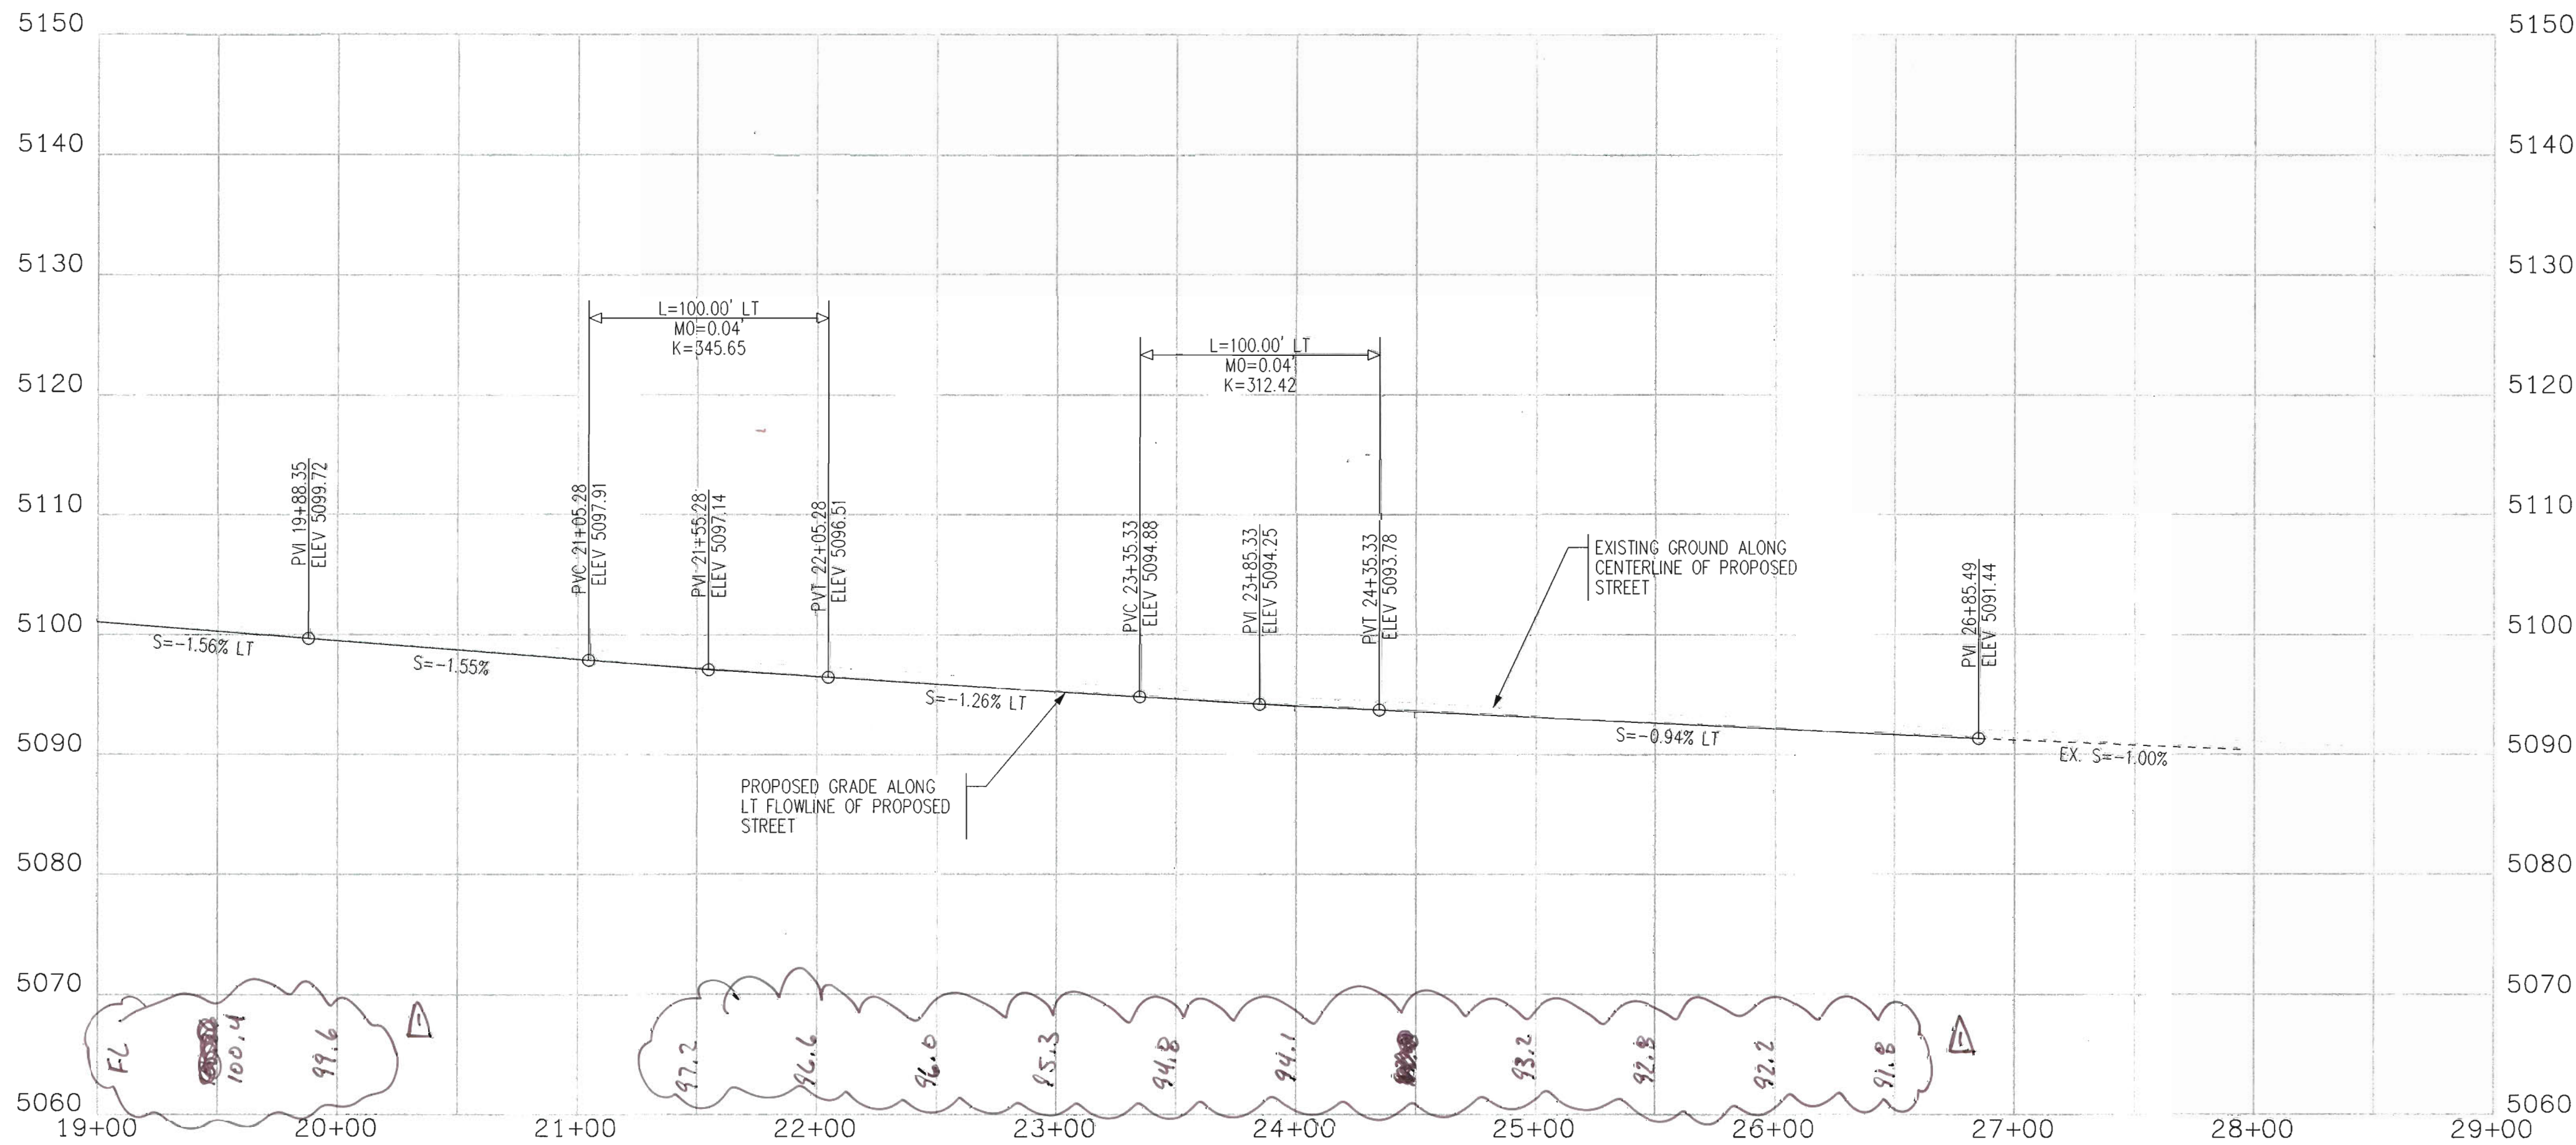 5150 5150
5140 5140
5130 5130
L=100.00' LT
MO=0.04'
K=345.65
L=100.00' LT
MO=0.04'
K=312.42
5120 5120
PVI 19+88.35
ELEV 5099.72
PVC 21+05.28
ELEV 5097.91
PVI 21+55.28
ELEV 5097.14
PVT 22+05.28
ELEV 5096.51
PVC 23+35.33
ELEV 5094.88
PVI 23+85.33
ELEV 5094.25
PVT 24+35.33
ELEV 5093.78
PVI 26+85.49
ELEV 5091.44
5110 5110
EXISTING GROUND ALONG
CENTERLINE OF PROPOSED
STREET
5100 5100
S=-1.56% LT
S=-1.55%
S=-1.26% LT
S=-0.94% LT
EX. S=-1.00%
5090 5090
PROPOSED GRADE ALONG
LT FLOWLINE OF PROPOSED
STREET
5080 5080
5070 5070
FL 100.4 99.6 1 97.2 96.6 96.0 95.3 94.8 94.1 93.2 92.8 92.2 91.8 1
5060 5060
19+00 20+00 21+00 22+00 23+00 24+00 25+00 26+00 27+00 28+00 29+00